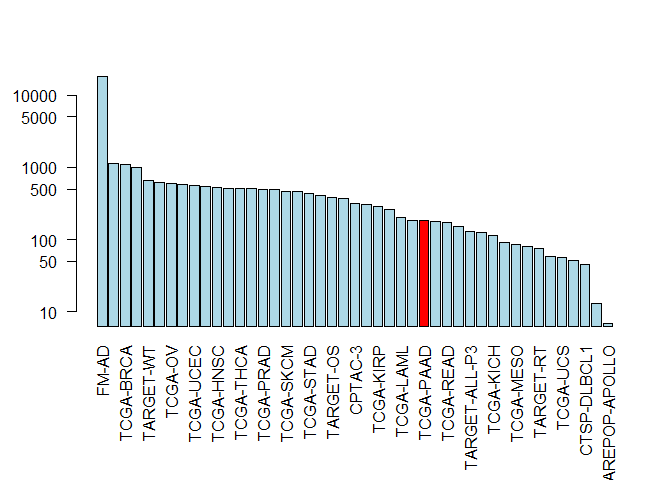 10000
5000
1000
500
100
50
10
FM-AD
TCGA-BRCA
TARGET-WT
TCGA-OV
TCGA-UCEC
TCGA-HNSC
TCGA-THCA
TCGA-PRAD
TCGA-SKCM
TCGA-STAD
TARGET-OS
CPTAC-3
TCGA-KIRP
TCGA-LAML
TCGA-PAAD
TCGA-READ
TARGET-ALL-P3
TCGA-KICH
TCGA-MESO
TARGET-RT
TCGA-UCS
CTSP-DLBCL1
AREPOP-APOLLO